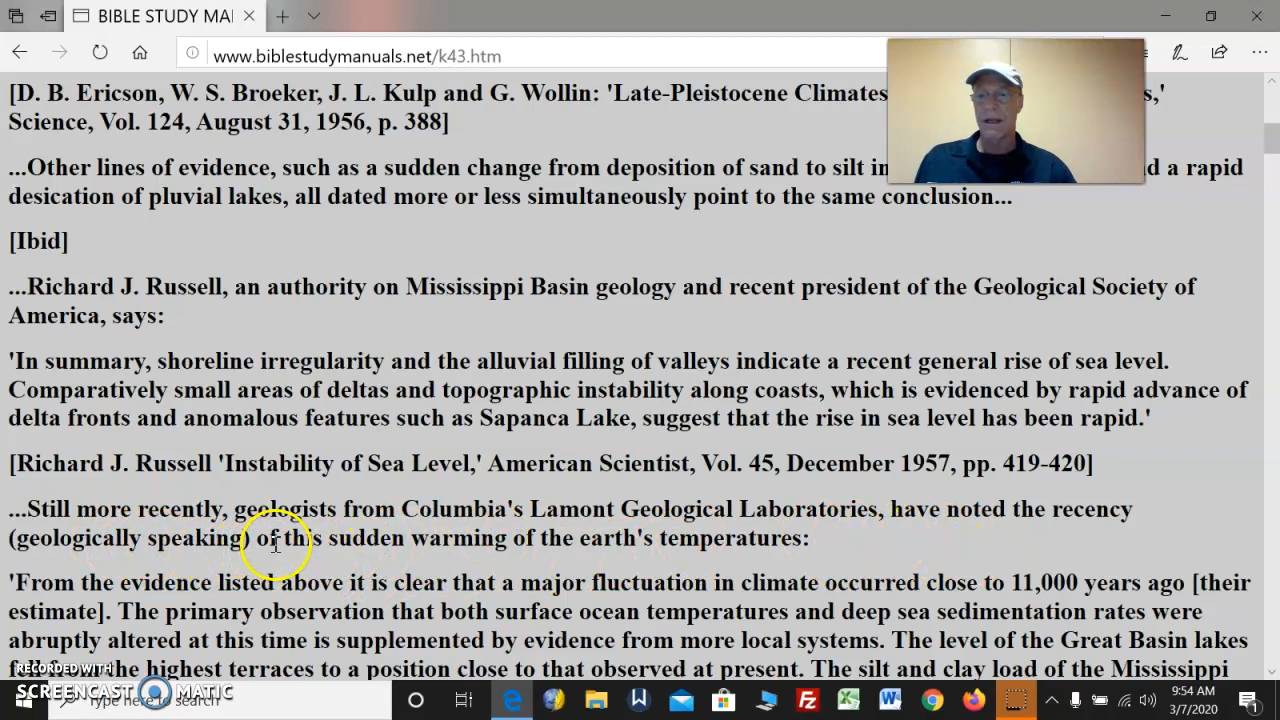 BIBLE STUDY MA
www.biblestudymanuals.net/k43.htm
[D. B. Ericson, W. S. Broeker, J. L. Kulp and G. Wollin: 'Late-Pleistocene Climates s,'
Science, Vol. 124, August 31, 1956, p. 388]
...Other lines of evidence, such as a sudden change from deposition of sand to silt in d a rapid
desication of pluvial lakes, all dated more or less simultaneously point to the same conclusion...
[Ibid]
...Richard J. Russell, an authority on Mississippi Basin geology and recent president of the Geological Society of
America, says:
'In summary, shoreline irregularity and the alluvial filling of valleys indicate a recent general rise of sea level.
Comparatively small areas of deltas and topographic instability along coasts, which is evidenced by rapid advance of
delta fronts and anomalous features such as Sapanca Lake, suggest that the rise in sea level has been rapid.'
[Richard J. Russell 'Instability of Sea Level,' American Scientist, Vol. 45, December 1957, pp. 419-420]
...Still more recently, geologists from Columbia's Lamont Geological Laboratories, have noted the recency
(geologically speaking) of this sudden warming of the earth's temperatures:
'From the evidence listed above it is clear that a major fluctuation in climate occurred close to 11,000 years ago [their
estimate]. The primary observation that both surface ocean temperatures and deep sea sedimentation rates were
abruptly altered at this time is supplemented by evidence from more local systems. The level of the Great Basin lakes
the highest terraces to a position close to that observed at present. The silt and clay load of the Mississippi
RECORDED WITH
SCREENCAST MATIC
Type here to search
9:54 AM
3/7/2020
1